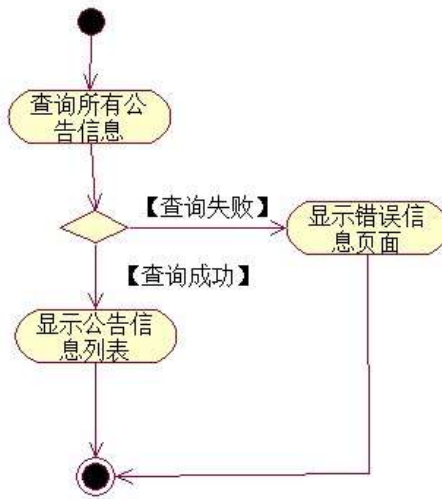 查询所有公
告信息
【查询失败】
显示错误信
息页面
【查询成功】
显示公告信
息列表